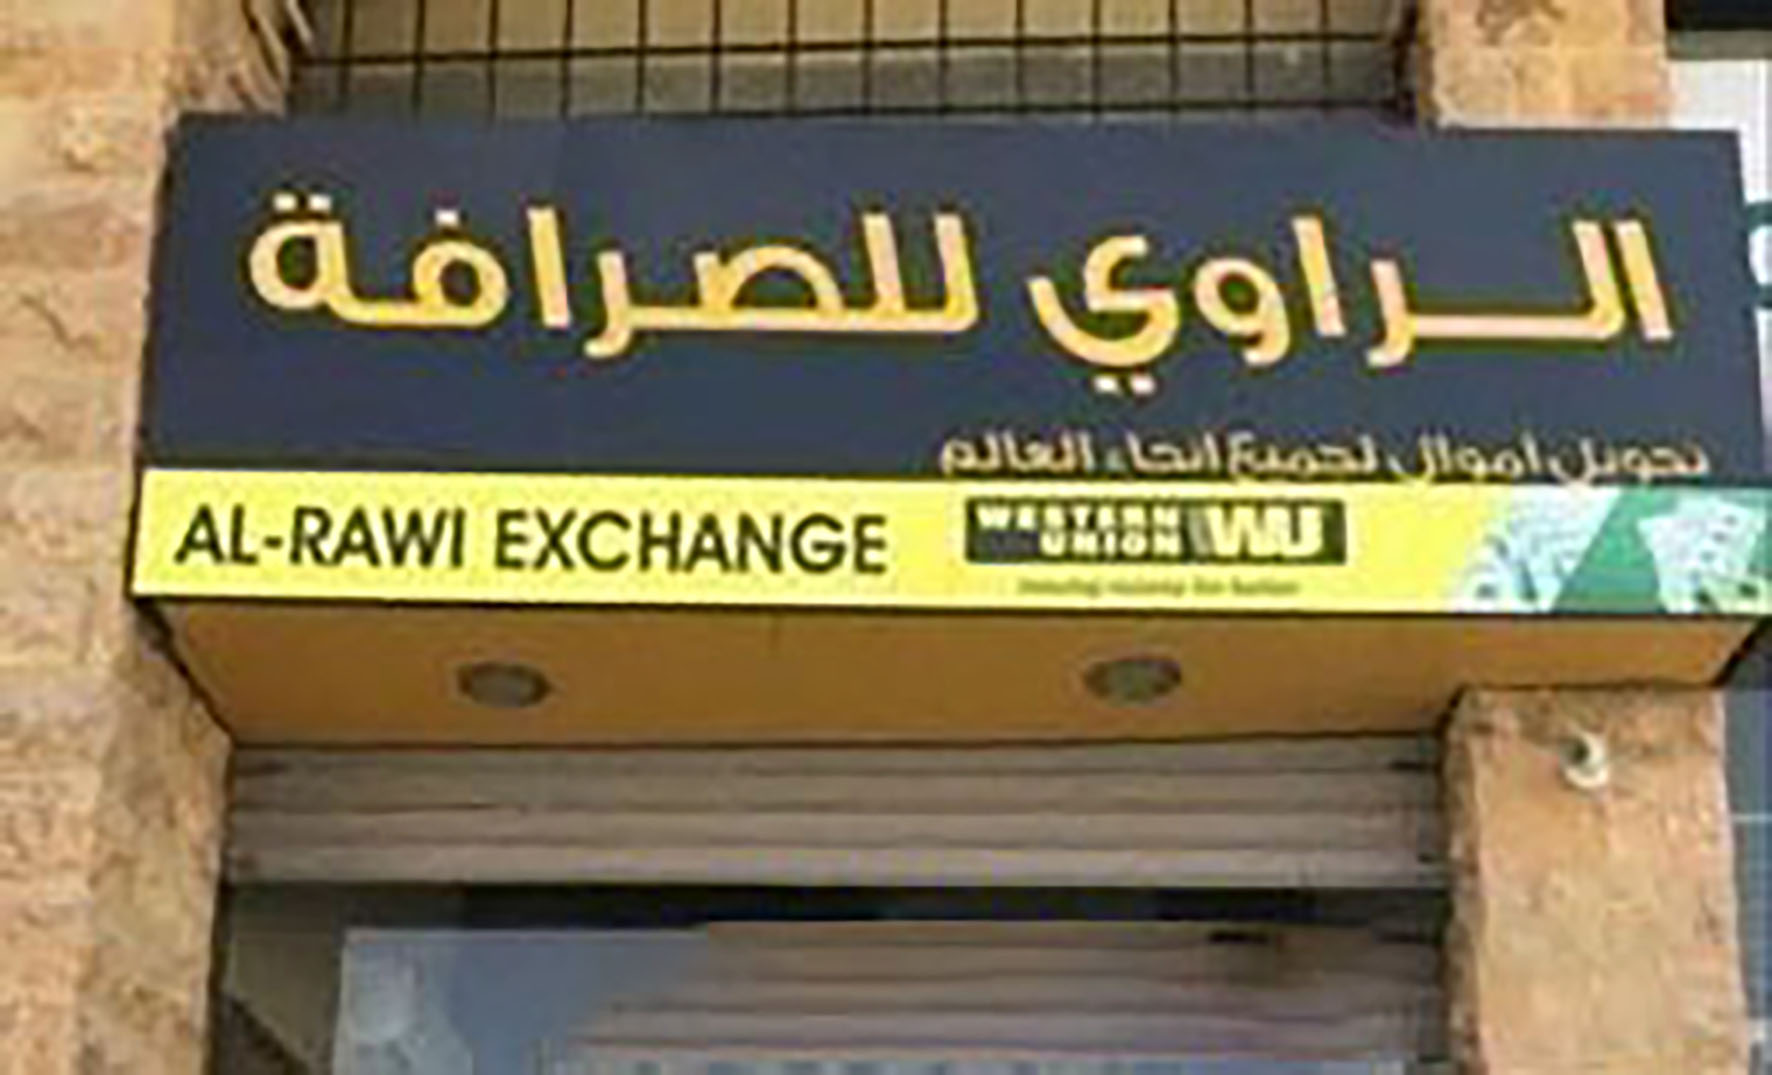 الراوي للصرافة
تحويل اموال لجميع انحاء العالم
AL-RAWI EXCHANGE
WESTERN UNION WU